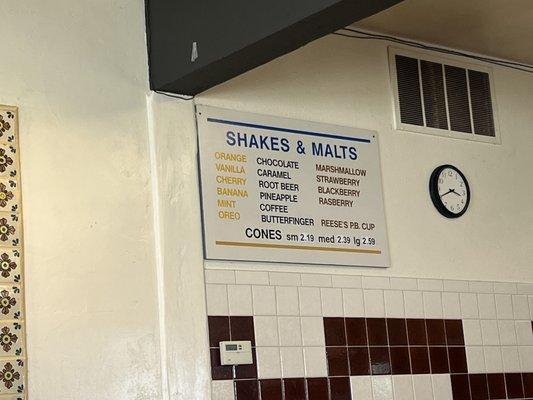 SHAKES & MALTS
ORANGE CHOCOLATE MARSHMALLOW
VANILLA CARAMEL STRAWBERRY
CHERRY ROOT BEER BLACKBERRY
BANANA PINEAPPLE RASBERRY
MINT COFFEE
OREO BUTTERFINGER REESE'S P.B. CUP
CONES sm 2.19 med 2.39 lg 2.59